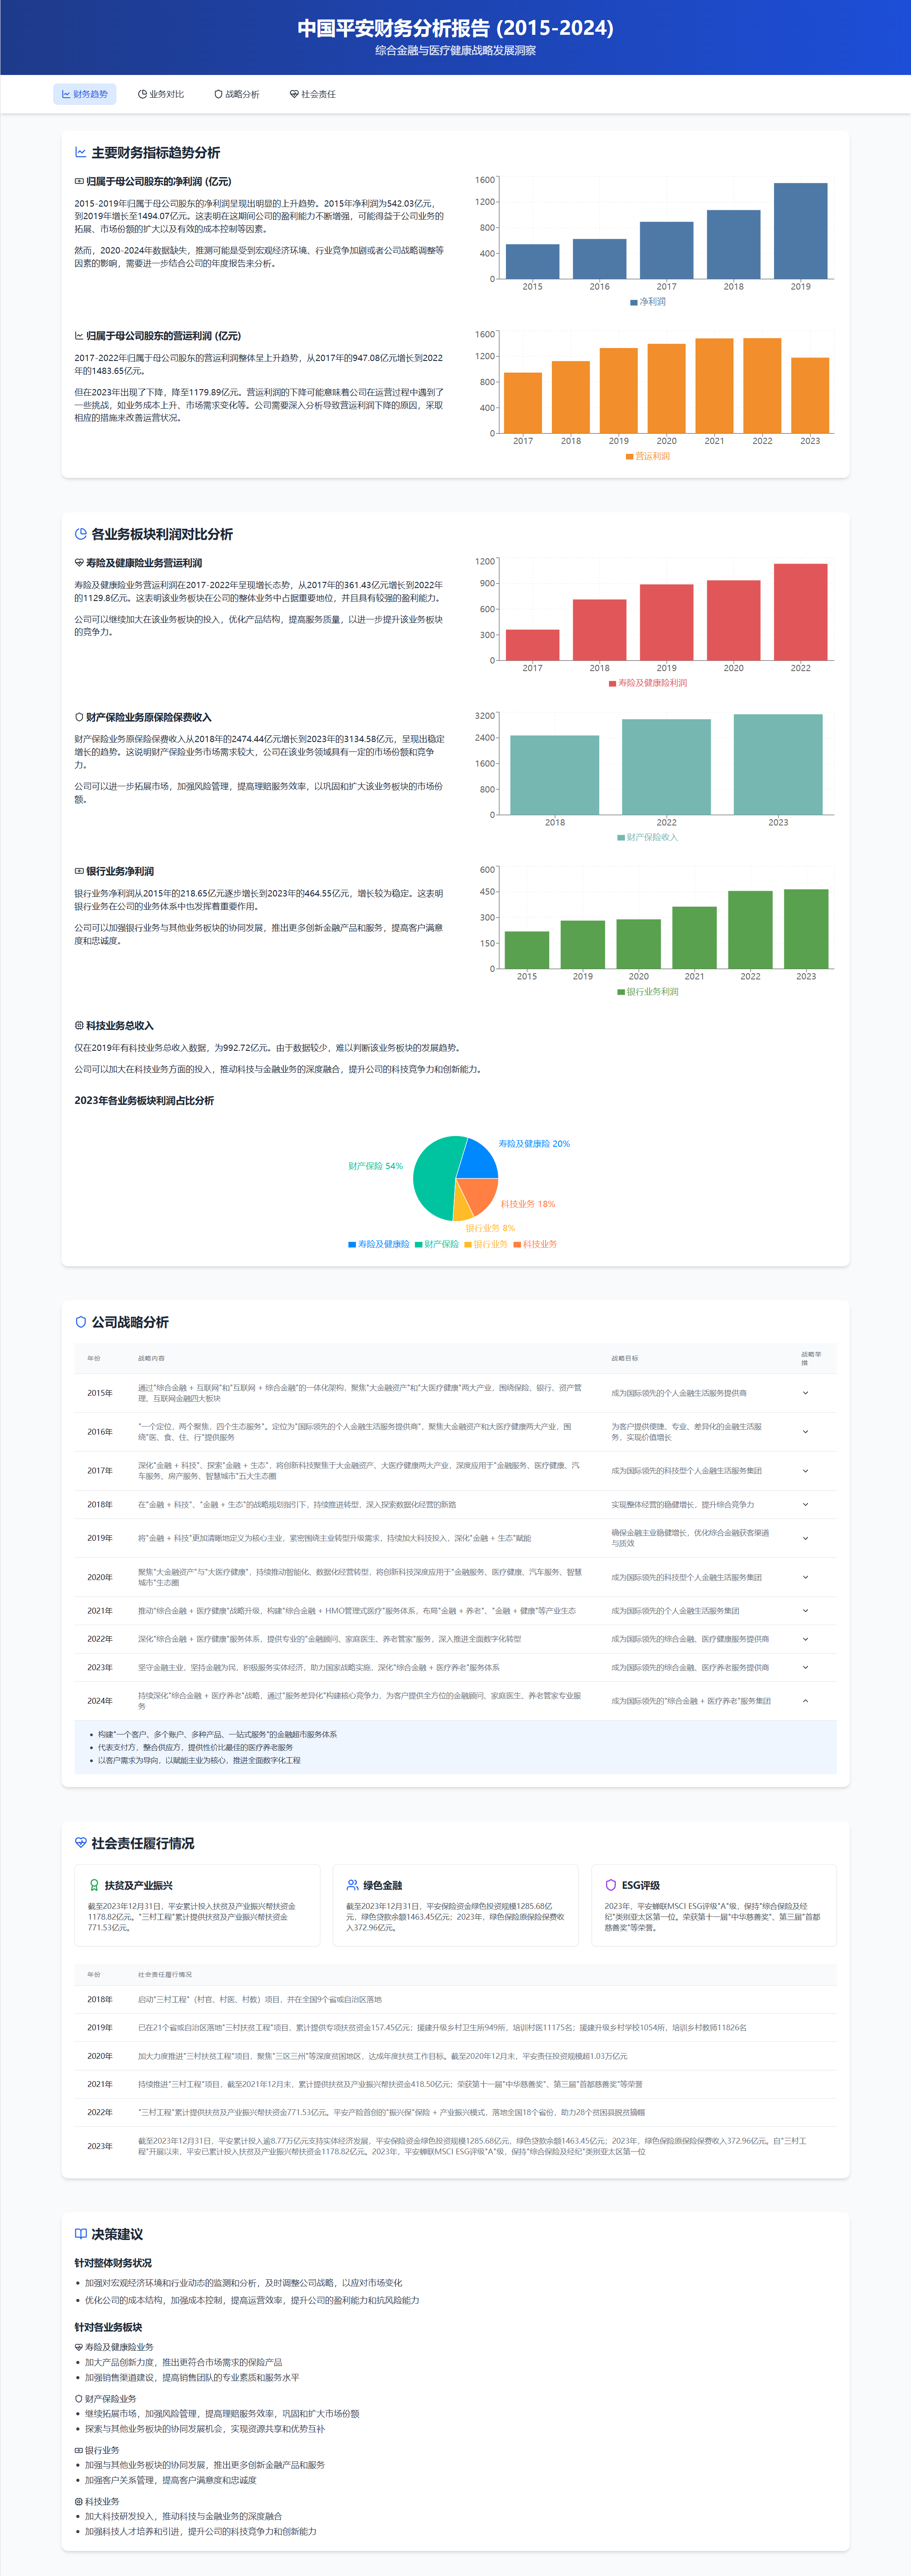 中国平安财务分析报告 (2015-2024)
综合金融与医疗健康战略发展洞察
财务趋势
业务对比
战略分析
社会责任
主要财务指标趋势分析
归属于母公司股东的净利润 (亿元)
2015-2019年归属于母公司股东的净利润呈现出明显的上升趋势。2015年净利润为542.03亿元，
到2019年增长至1494.07亿元。这表明在这期间公司的盈利能力不断增强，可能得益于公司业务的
拓展、市场份额的扩大以及有效的成本控制等因素。
然而，2020-2024年数据缺失，推测可能是受到宏观经济环境、行业竞争加剧或者公司战略调整等
因素的影响，需要进一步结合公司的年度报告来分析。
1600
1200
800
400
0
2015
2016
2017
2018
2019
净利润
归属于母公司股东的营运利润 (亿元)
2017-2022年归属于母公司股东的营运利润整体呈上升趋势，从2017年的947.08亿元增长到2022
年的1483.65亿元。
但在2023年出现了下降，降至1179.89亿元。营运利润的下降可能意味着公司在运营过程中遇到了
一些挑战，如业务成本上升、市场需求变化等。公司需要深入分析导致营运利润下降的原因，采取
相应的措施来改善运营状况。
1600
1200
800
400
0
2017
2018
2019
2020
2021
2022
2023
营运利润
各业务板块利润对比分析
寿险及健康险业务营运利润
寿险及健康险业务营运利润在2017-2022年呈现增长态势，从2017年的361.43亿元增长到2022年
的1129.8亿元。这表明该业务板块在公司的整体业务中占据重要地位，并且具有较强的盈利能力。
公司可以继续加大在该业务板块的投入，优化产品结构，提高服务质量，以进一步提升该业务板块
的竞争力。
1200
900
600
300
0
2017
2018
2019
2020
2022
寿险及健康险利润
财产保险业务原保险保费收入
财产保险业务原保险保费收入从2018年的2474.44亿元增长到2023年的3134.58亿元，呈现出稳定
增长的趋势。这说明财产保险业务市场需求较大，公司在该业务领域具有一定的市场份额和竞争
力。
公司可以进一步拓展市场，加强风险管理，提高理赔服务效率，以巩固和扩大该业务板块的市场份
额。
3200
2400
1600
800
0
2018
2022
2023
财产保险收入
银行业务净利润
银行业务净利润从2015年的218.65亿元逐步增长到2023年的464.55亿元，增长较为稳定。这表明
银行业务在公司的业务体系中也发挥着重要作用。
公司可以加强银行业务与其他业务板块的协同发展，推出更多创新金融产品和服务，提高客户满意
度和忠诚度。
600
450
300
150
0
2015
2019
2020
2021
2022
2023
银行业务利润
科技业务总收入
仅在2019年有科技业务总收入数据，为992.72亿元。由于数据较少，难以判断该业务板块的发展趋势。
公司可以加大在科技业务方面的投入，推动科技与金融业务的深度融合，提升公司的科技竞争力和创新能力。
2023年各业务板块利润占比分析
寿险及健康险 20%
财产保险 54%
科技业务 18%
银行业务 8%
寿险及健康险
财产保险
银行业务
科技业务
公司战略分析
年份
战略内容
战略目标
战略举
措
2015年
通过"综合金融 + 互联网"和"互联网 + 综合金融"的一体化架构，聚焦"大金融资产"和"大医疗健康"两大产业，围绕保险、银行、资产管
理、互联网金融四大板块
成为国际领先的个人金融生活服务提供商
2016年
"一个定位，两个聚焦，四个生态服务"。定位为"国际领先的个人金融生活服务提供商"，聚焦大金融资产和大医疗健康两大产业，围
绕"医、食、住、行"提供服务
为客户提供便捷、专业、差异化的金融生活服
务，实现价值增长
2017年
深化"金融 + 科技"、探索"金融 + 生态"，将创新科技聚焦于大金融资产、大医疗健康两大产业，深度应用于"金融服务、医疗健康、汽
车服务、房产服务、智慧城市"五大生态圈
成为国际领先的科技型个人金融生活服务集团
2018年
在"金融 + 科技"、"金融 + 生态"的战略规划指引下，持续推进转型，深入探索数据化经营的新路
实现整体经营的稳健增长，提升综合竞争力
2019年
将"金融 + 科技"更加清晰地定义为核心主业，紧密围绕主业转型升级需求，持续加大科技投入，深化"金融 + 生态"赋能
确保金融主业稳健增长，优化综合金融获客渠道
与质效
2020年
聚焦"大金融资产"与"大医疗健康"，持续推动智能化、数据化经营转型，将创新科技深度应用于"金融服务、医疗健康、汽车服务、智慧
城市"生态圈
成为国际领先的科技型个人金融生活服务集团
2021年
推动"综合金融 + 医疗健康"战略升级，构建"综合金融 + HMO管理式医疗"服务体系，布局"金融 + 养老"、"金融 + 健康"等产业生态
成为国际领先的个人金融生活服务集团
2022年
深化"综合金融 + 医疗健康"服务体系，提供专业的"金融顾问、家庭医生、养老管家"服务，深入推进全面数字化转型
成为国际领先的综合金融、医疗健康服务提供商
2023年
坚守金融主业，坚持金融为民，积极服务实体经济，助力国家战略实施，深化"综合金融 + 医疗养老"服务体系
成为国际领先的综合金融、医疗养老服务提供商
2024年
持续深化"综合金融 + 医疗养老"战略，通过"服务差异化"构建核心竞争力，为客户提供全方位的金融顾问、家庭医生、养老管家专业服
务
成为国际领先的"综合金融 + 医疗养老"服务集团
• 构建"一个客户、多个账户、多种产品、一站式服务"的金融超市服务体系
• 代表支付方，整合供应方，提供性价比最佳的医疗养老服务
• 以客户需求为导向，以赋能主业为核心，推进全面数字化工程
社会责任履行情况
扶贫及产业振兴
截至2023年12月31日，平安累计投入扶贫及产业振兴帮扶资金
1178.82亿元。"三村工程"累计提供扶贫及产业振兴帮扶资金
771.53亿元。
绿色金融
截至2023年12月31日，平安保险资金绿色投资规模1285.68亿
元，绿色贷款余额1463.45亿元；2023年，绿色保险原保险保费收
入372.96亿元。
ESG评级
2023年，平安蝉联MSCI ESG评级"A"级，保持"综合保险及经
纪"类别亚太区第一位。荣获第十一届"中华慈善奖"、第三届"首都
慈善奖"等荣誉。
年份
社会责任履行情况
2018年
启动"三村工程"（村官、村医、村教）项目，并在全国9个省或自治区落地
2019年
已在21个省或自治区落地"三村扶贫工程"项目，累计提供专项扶贫资金157.45亿元；援建升级乡村卫生所949所，培训村医11175名；援建升级乡村学校1054所，培训乡村教师11826名
2020年
加大力度推进"三村扶贫工程"项目，聚焦"三区三州"等深度贫困地区，达成年度扶贫工作目标。截至2020年12月末，平安责任投资规模超1.03万亿元
2021年
持续推进"三村工程"项目，截至2021年12月末，累计提供扶贫及产业振兴帮扶资金418.50亿元；荣获第十一届"中华慈善奖"、第三届"首都慈善奖"等荣誉
2022年
"三村工程"累计提供扶贫及产业振兴帮扶资金771.53亿元。平安产险首创的"振兴保"保险 + 产业振兴模式，落地全国18个省份，助力28个贫困县脱贫摘帽
2023年
截至2023年12月31日，平安累计投入逾8.77万亿元支持实体经济发展，平安保险资金绿色投资规模1285.68亿元，绿色贷款余额1463.45亿元；2023年，绿色保险原保险保费收入372.96亿元。自"三村工
程"开展以来，平安已累计投入扶贫及产业振兴帮扶资金1178.82亿元。2023年，平安蝉联MSCI ESG评级"A"级，保持"综合保险及经纪"类别亚太区第一位
决策建议
针对整体财务状况
• 加强对宏观经济环境和行业动态的监测和分析，及时调整公司战略，以应对市场变化
• 优化公司的成本结构，加强成本控制，提高运营效率，提升公司的盈利能力和抗风险能力
针对各业务板块
寿险及健康险业务
• 加大产品创新力度，推出更符合市场需求的保险产品
• 加强销售渠道建设，提高销售团队的专业素质和服务水平
财产保险业务
• 继续拓展市场，加强风险管理，提高理赔服务效率，巩固和扩大市场份额
• 探索与其他业务板块的协同发展机会，实现资源共享和优势互补
银行业务
• 加强与其他业务板块的协同发展，推出更多创新金融产品和服务
• 加强客户关系管理，提高客户满意度和忠诚度
科技业务
• 加大科技研发投入，推动科技与金融业务的深度融合
• 加强科技人才培养和引进，提升公司的科技竞争力和创新能力